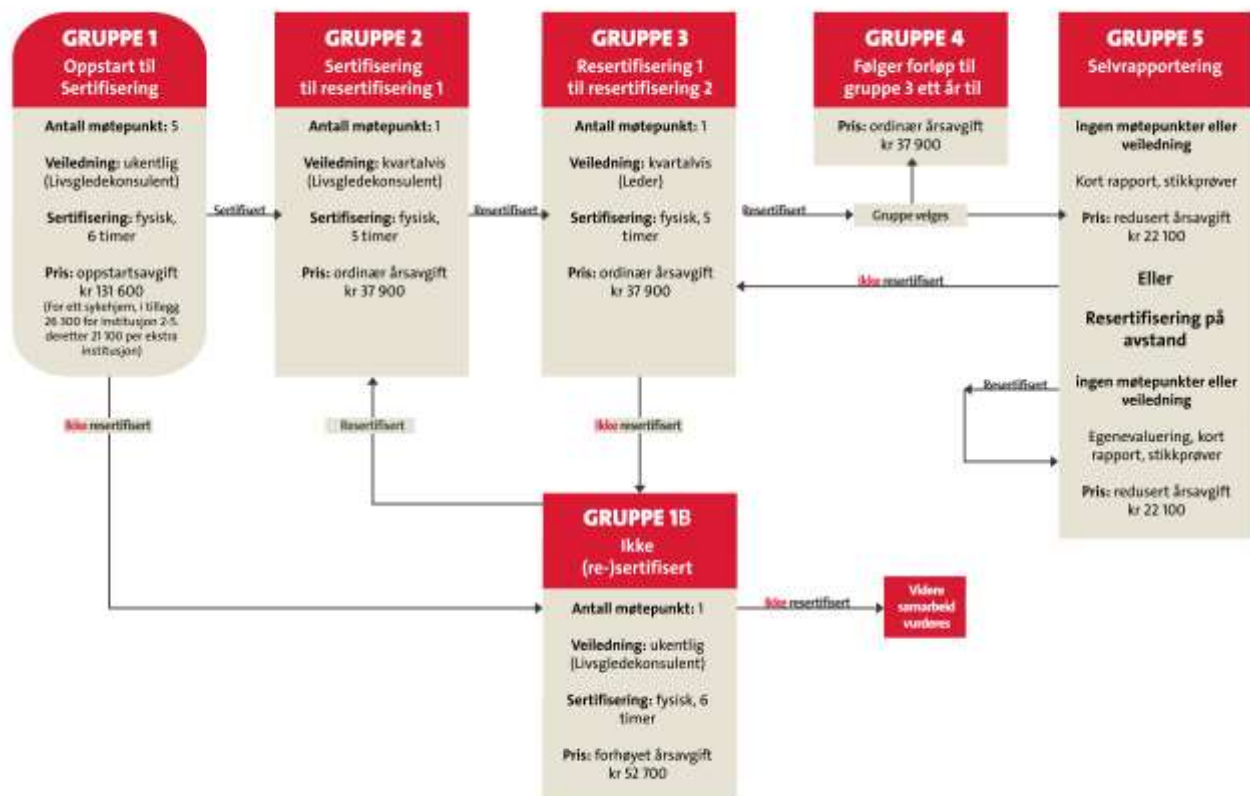 GRUPPE 1
Oppstart til
Sertifisering
Antall møtepunkt: 5
Veiledning: ukentlig
(Livsgledekonsulent)
Sertifisering: fysisk,
6 timer
Pris: oppstartsavgift
kr 131 600
(For ett sykehjem, i tillegg
26 300 for institusjon 2-5.
deretter 21 100 per ekstra
institusjon)
Sertifisert
GRUPPE 2
Sertifisering
til resertifisering 1
Antall møtepunkt: 1
Veiledning: kvartalvis
(Livsgledekonsulent)
Sertifisering: fysisk,
5 timer
Pris: ordinær årsavgift
kr 37 900
Resertifisert
GRUPPE 3
Resertifisering 1
til resertifisering 2
Antall møtepunkt: 1
Veiledning: kvartalvis
(Leder)
Sertifisering: fysisk, 5
timer
Pris: ordinær årsavgift
kr 37 900
Resertifisert
Gruppe velges
GRUPPE 4
Følger forløp til
gruppe 3 ett år til
Pris: ordinær årsavgift
kr 37 900
GRUPPE 5
Selvrapportering
Ingen møtepunkter eller
veiledning
Kort rapport, stikkprøver
Pris: redusert årsavgift
kr 22 100
Eller
Resertifisering på
avstand
ingen møtepunkter eller
veiledning
Egenevaluering, kort
rapport, stikkprøver
Pris: redusert årsavgift
kr 22 100
Ikke resertifisert
Resertifisert
Ikke resertifisert
Resertifisert
Ikke resertifisert
GRUPPE 1B
Ikke
(re-)sertifisert
Antall møtepunkt: 1
Veiledning: ukentlig
(Livsgledekonsulent)
Sertifisering: fysisk, 6
timer
Pris: forhøyet årsavgift
kr 52 700
Ikke resertifisert
Videre
samarbeid
vurderes